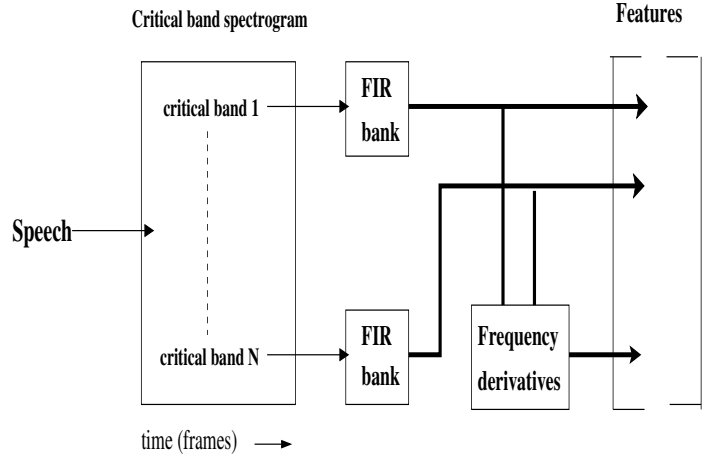 Critical band spectrogram
Features
critical band 1
FIR
bank
Speech
critical band N
FIR
bank
Frequency
derivatives
time (frames)